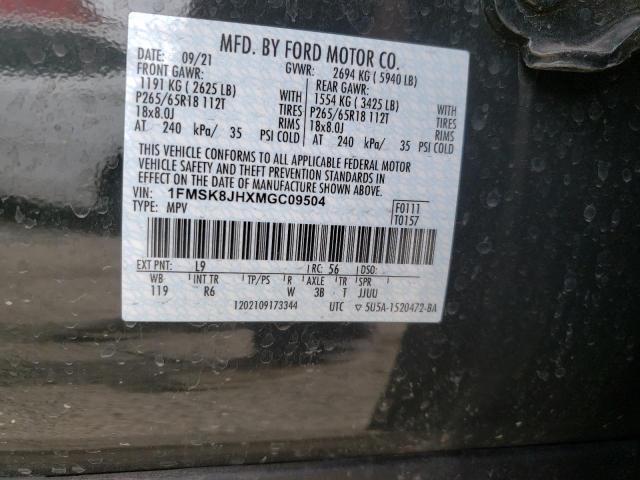 MFD. BY FORD MOTOR CO.
DATE: 09/21 GVWR: 2694 KG ( 5940 LB)
FRONT GAWR: REAR GAWR:
1191 KG ( 2625 LB) 1554 KG ( 3425 LB)
P265/65R18 112T TIRES P265/65R18 112T TIRES
18x8.0J RIMS 18x8.0J RIMS
AT 240 kPa/ 35 PSI COLD AT 240 kPa/ 35 PSI COLD
THIS VEHICLE CONFORMS TO ALL APPLICABLE FEDERAL MOTOR
VEHICLE SAFETY AND THEFT PREVENTION STANDARDS IN
EFFECT ON THE DATE OF MANUFACTURE SHOWN ABOVE.
VIN: 1FMSK8JHXMGC09504 F0111
TYPE: MPV T0157
EXT PNT: L9 RC: 56 DSO:
WB INT TR TP/PS R AXLE TR SPR
119 R6 W 3B T JJUU
1202109173344 UTC ▽ 5U5A-1520472-BA